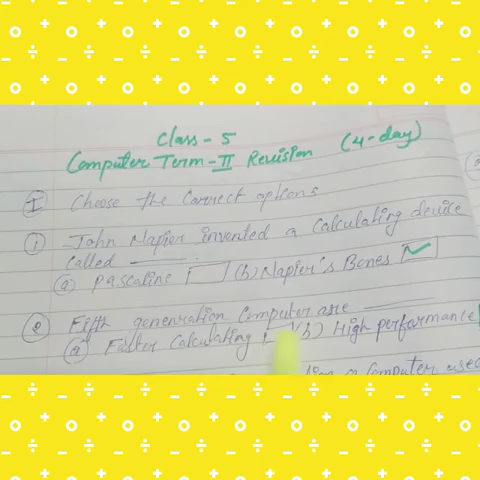 Class - 5
Computer Term - II Revision (4-day)
I Choose the Correct options
① John Napier invented a Calculating device
called
ⓐ Pascaline (b) Napier's Bones ✓
② Fifth genenration Computer are
ⓐ Faster Calculating (b) High performance
a Computer used